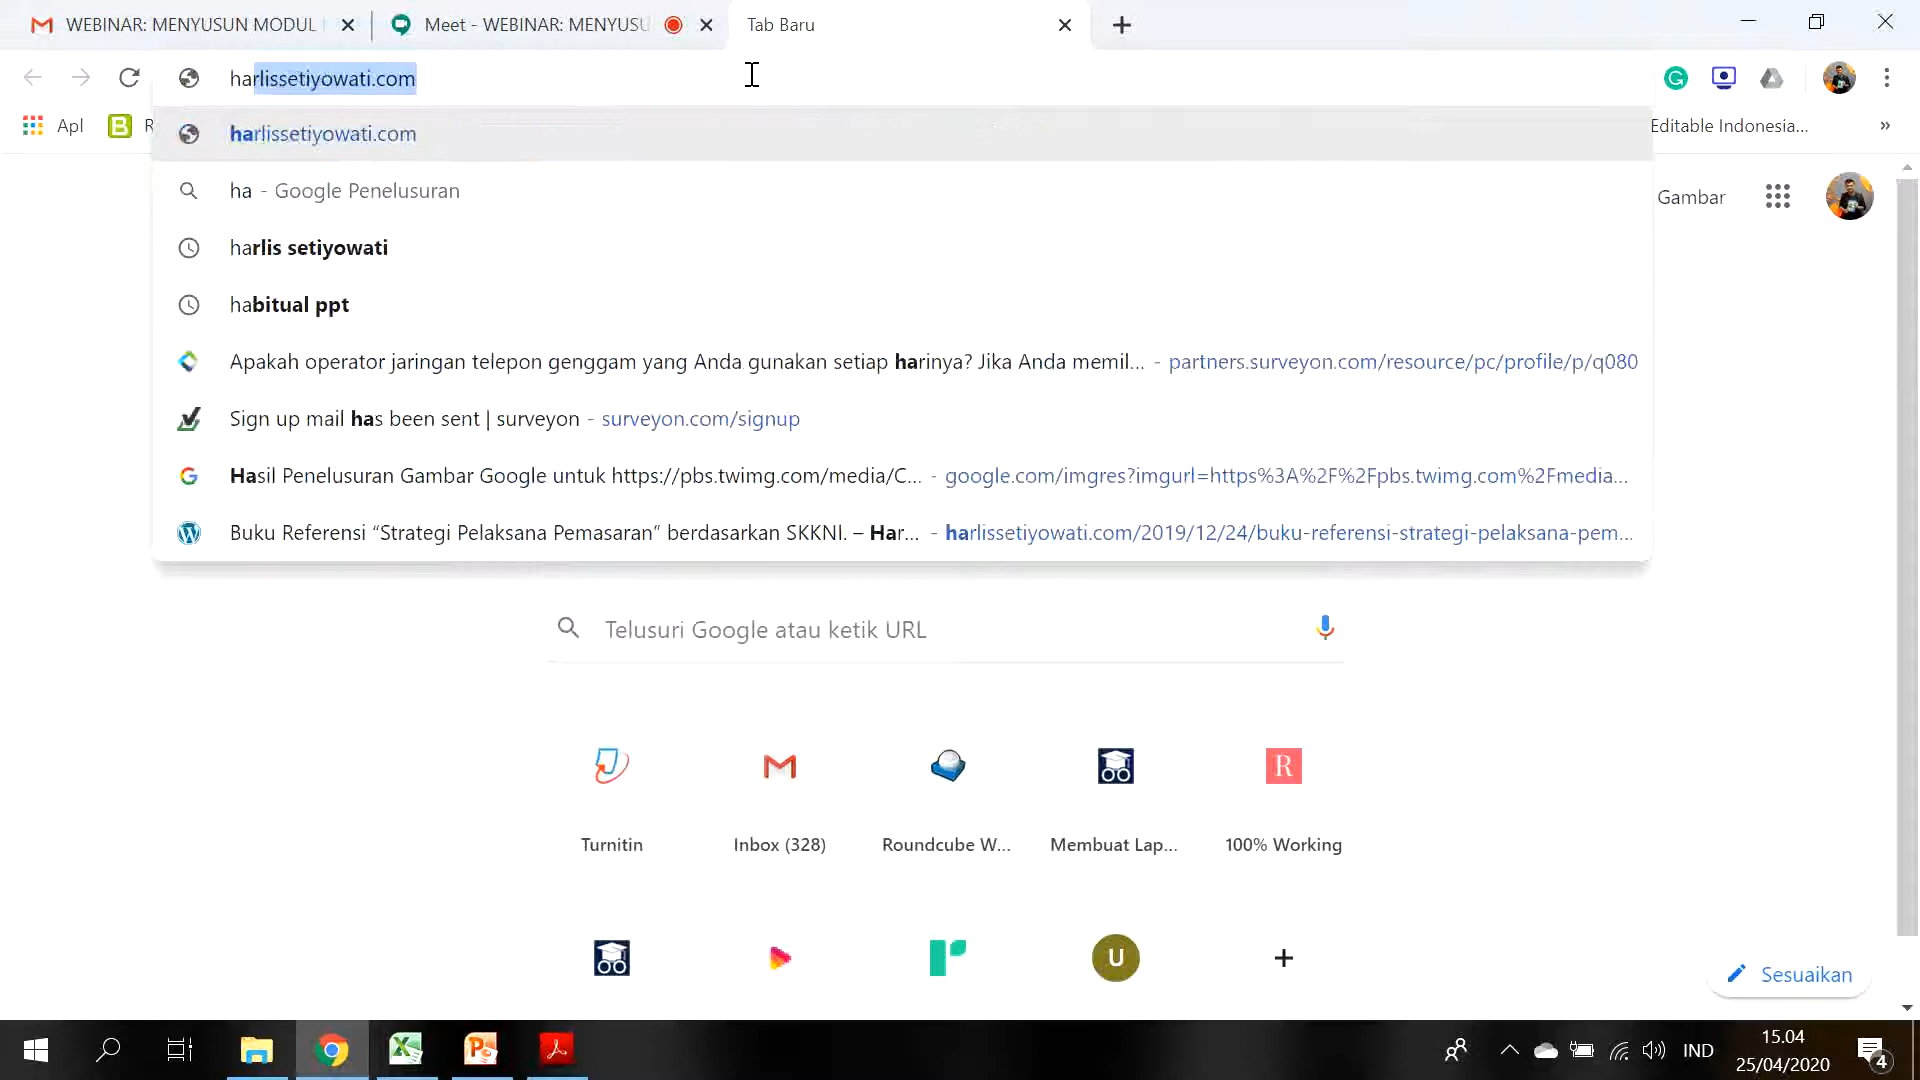 WEBINAR: MENYUSUN MODUL
Meet - WEBINAR: MENYUSU
Tab Baru
harlissetiyowati.com
Apl
B
R
Editable Indonesia...
»
harlissetiyowati.com
ha - Google Penelusuran
Gambar
harlis setiyowati
habitual ppt
Apakah operator jaringan telepon genggam yang Anda gunakan setiap harinya? Jika Anda memil... - partners.surveyon.com/resource/pc/profile/p/q080
Sign up mail has been sent | surveyon - surveyon.com/signup
Hasil Penelusuran Gambar Google untuk https://pbs.twimg.com/media/C... - google.com/imgres?imgurl=https%3A%2F%2Fpbs.twimg.com%2Fmedia...
Buku Referensi “Strategi Pelaksana Pemasaran” berdasarkan SKKNI. – Har... - harlissetiyowati.com/2019/12/24/buku-referensi-strategi-pelaksana-pem...
Telusuri Google atau ketik URL
R
Turnitin
Inbox (328)
Roundcube W...
Membuat Lap...
100% Working
U
Sesuaikan
IND
15.04
25/04/2020
4